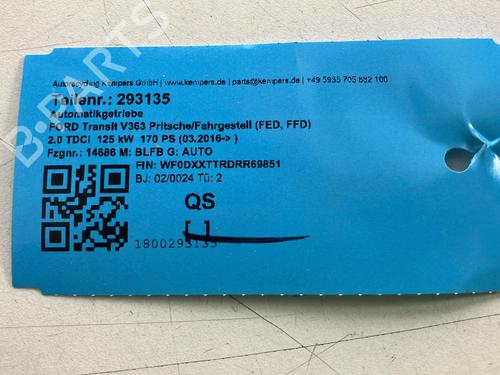 Autorecycling Kempers GmbH | www.kempers.de | parts@kempers.de | +49 5935 705 882 100
Teilenr.: 293135
Automatikgetriebe
FORD Transit V363 Pritsche/Fahrgestell (FED, FFD)
2.0 TDCI 125 kW 170 PS (03.2016-> )
Fzgnr.: 14686 M: BLFB G: AUTO
FIN: WF0DXXTTRDRR69851
BJ: 02/0024 Tü: 2
QS
[ ]
1800293135
B-PARTS